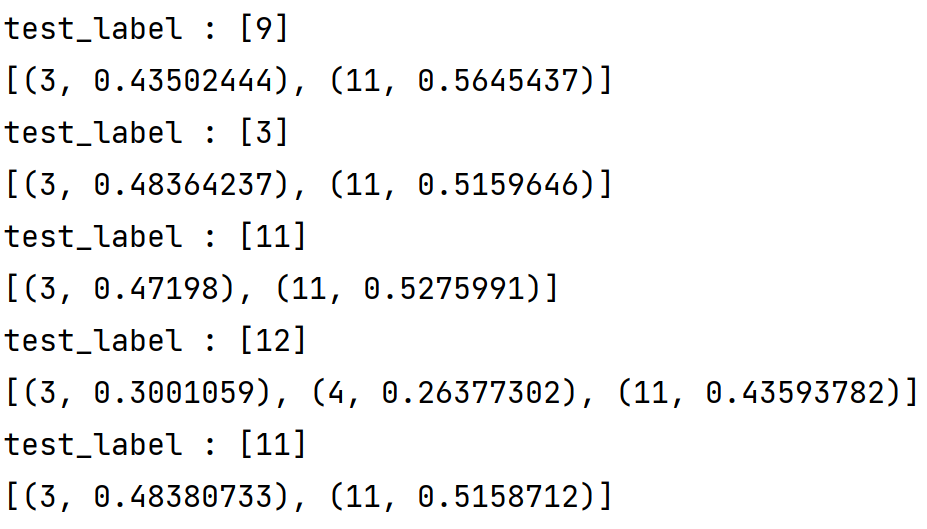 test_label : [9]
[(3, 0.43502444), (11, 0.5645437)]
test_label : [3]
[(3, 0.48364237), (11, 0.5159646)]
test_label : [11]
[(3, 0.47198), (11, 0.5275991)]
test_label : [12]
[(3, 0.3001059), (4, 0.26377302), (11, 0.43593782)]
test_label : [11]
[(3, 0.48380733), (11, 0.5158712)]